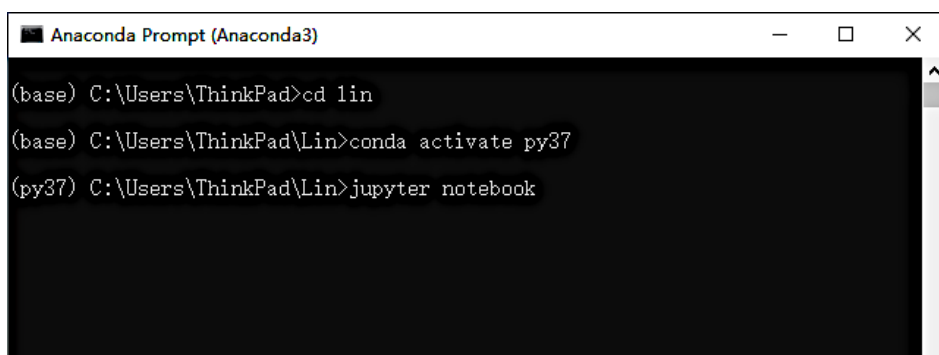 Anaconda Prompt (Anaconda3)
(base) C:\Users\ThinkPad>cd lin
(base) C:\Users\ThinkPad\Lin>conda activate py37
(py37) C:\Users\ThinkPad\Lin>jupyter notebook